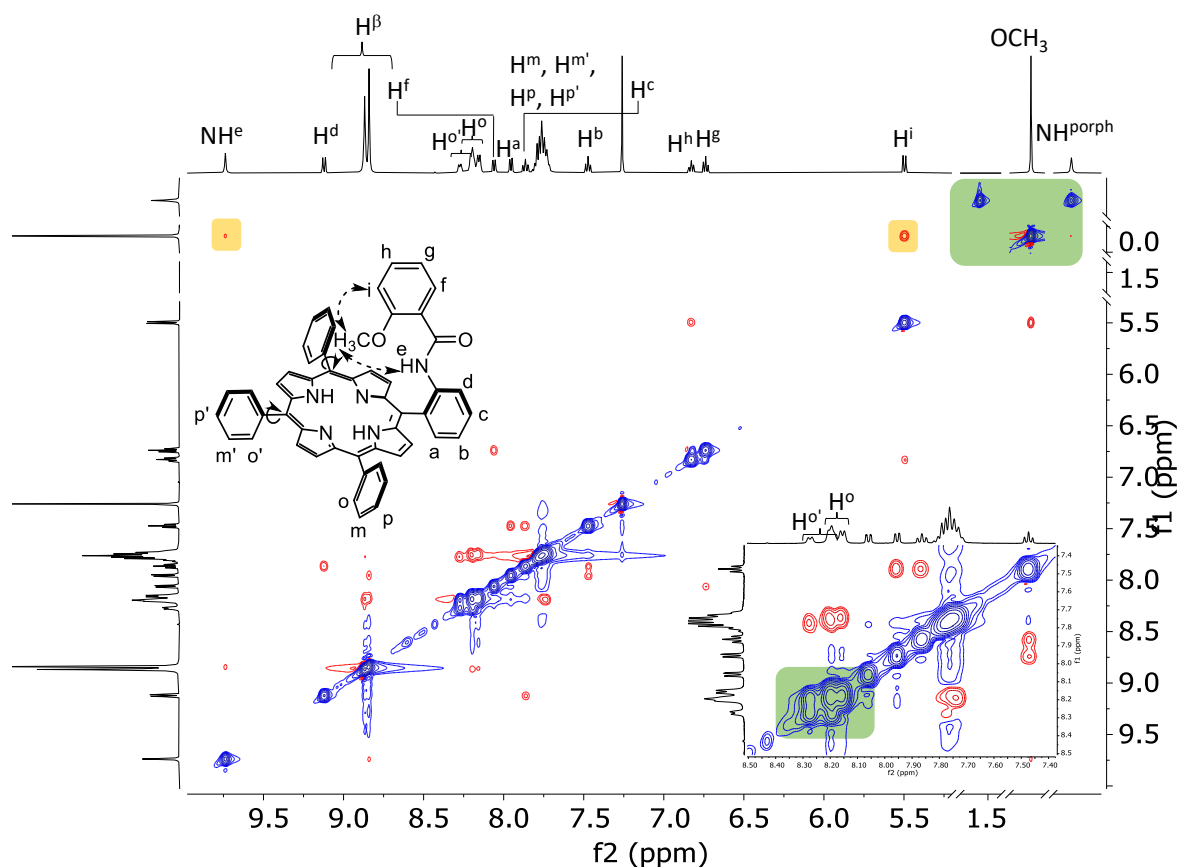 Hβ
OCH3
Hm, Hm',
Hf
Hp, Hp'
Hc
NHe
Hd
Ho'
Ho
Ha
Hb
Hh
Hg
Hi
NHporph
0.0
1.5
5.5
6.0
6.5
7.0
7.5
8.0
8.5
9.0
9.5
f1 (ppm)
h
g
i
f
H3C
O
O
HN
e
d
NH
N
c
p'
N
HN
m'
o'
a
b
o
m
p
Ho'
Ho
7.4
7.5
7.6
7.7
7.8
7.9
8.0
8.1
8.2
8.3
8.4
8.5
f1 (ppm)
8.50 8.40 8.30 8.20 8.10 8.00 7.90 7.80 7.70 7.60 7.50 7.40
f2 (ppm)
9.5 9.0 8.5 8.0 7.5 7.0 6.5 6.0 5.5 1.5 0.0
f2 (ppm)